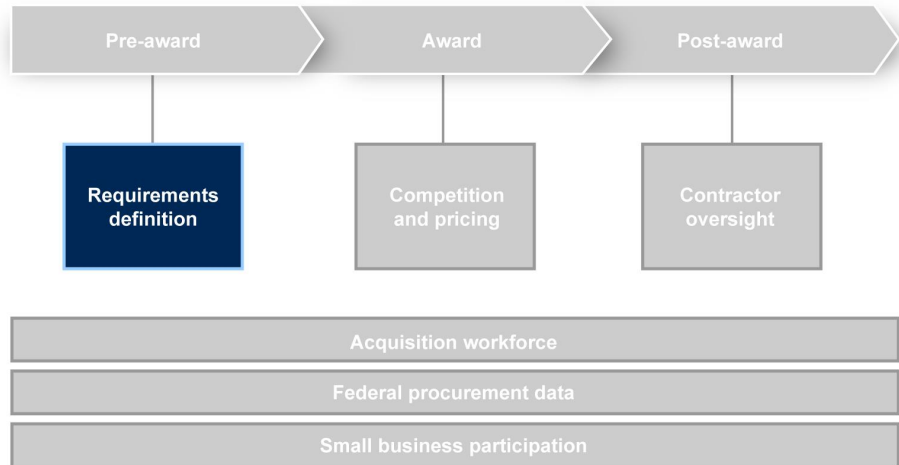 Pre-award
Award
Post-award
Requirements
definition
Competition
and pricing
Contractor
oversight
Acquisition workforce
Federal procurement data
Small business participation